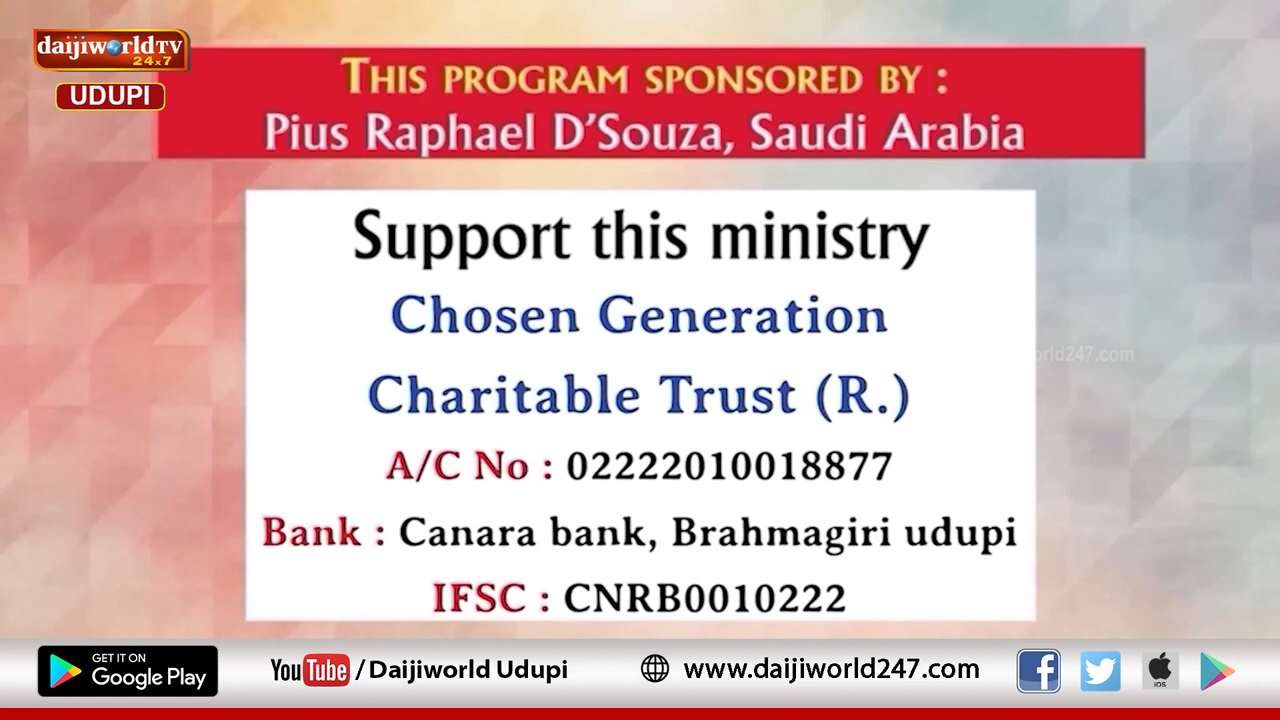 daijiworldTV
24x7
UDUPI
THIS PROGRAM SPONSORED BY :
Pius Raphael D'Souza, Saudi Arabia
Support this ministry
Chosen Generation
Charitable Trust (R.)
orld247.com
A/C No : 02222010018877
Bank : Canara bank, Brahmagiri udupi
IFSC : CNRB0010222
GET IT ON
Google Play
YouTube /Daijiworld Udupi
www.daijiworld247.com
iOS